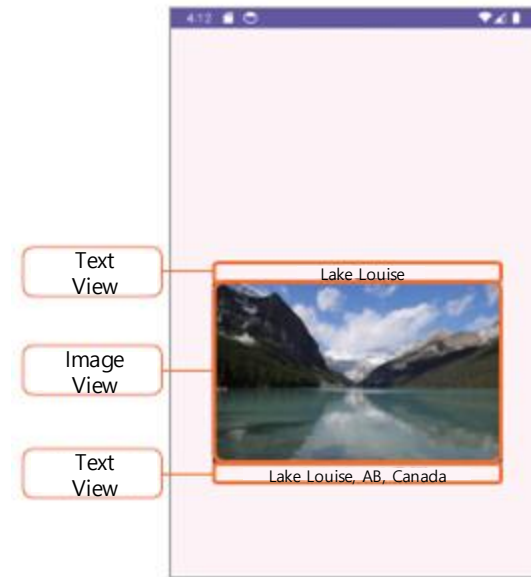 4:12
Text
View
Lake Louise
Image
View
Text
View
Lake Louise, AB, Canada